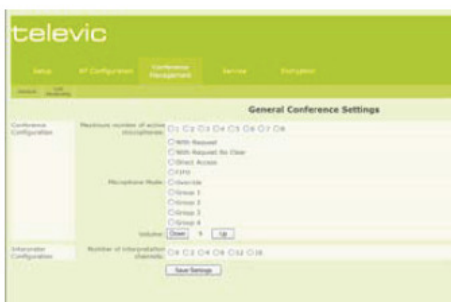 televic
Setup RF Configuration Conference Management Service Encryption
General Conference Settings
Conference Configuration
Maximum number of active microphones: 1 2 3 4 5 6 7 8
With Request
With Request No Clear
Direct Access
FIFO
Microphone Mode: Override
Group 1
Group 2
Group 3
Group 4
Volume: Down 9 Up
Interpreter Configuration
Number of interpretation channels:
Save Settings